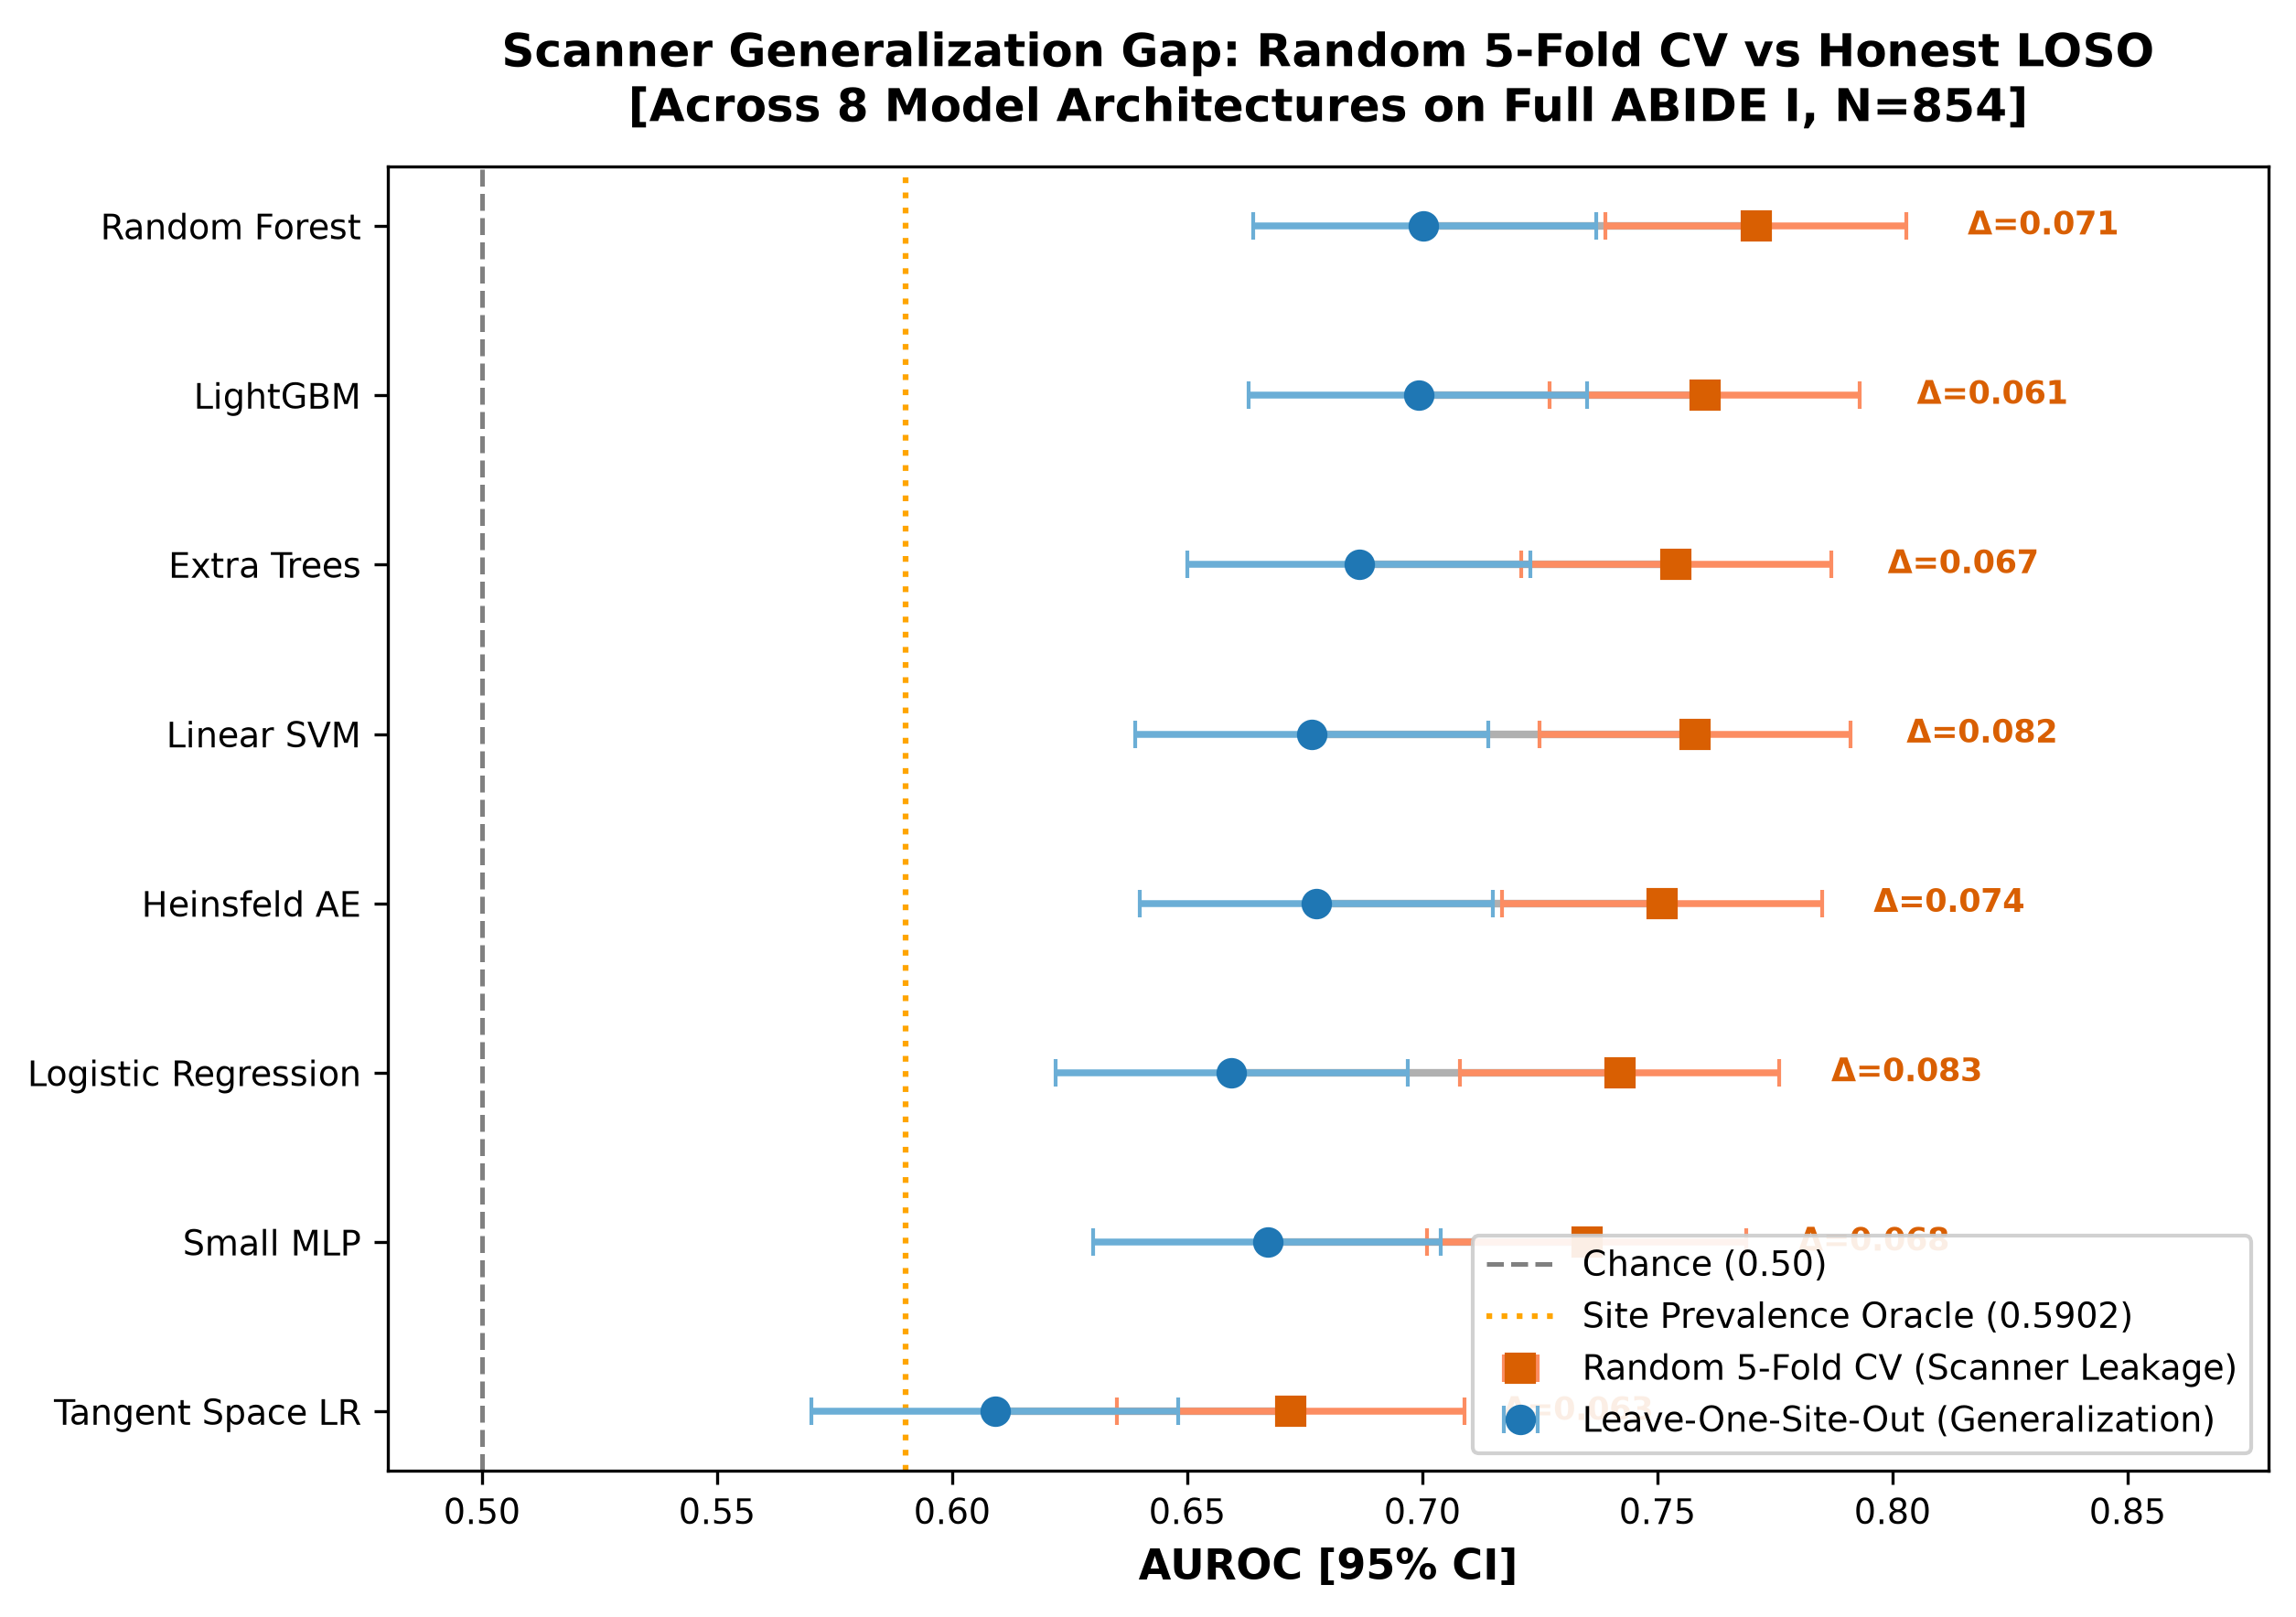 Scanner Generalization Gap: Random 5-Fold CV vs Honest LOSO
[Across 8 Model Architectures on Full ABIDE I, N=854]
Random Forest
Δ=0.071
LightGBM
Δ=0.061
Extra Trees
Δ=0.067
Linear SVM
Δ=0.082
Heinsfeld AE
Δ=0.074
Logistic Regression
Δ=0.083
Small MLP
Δ=0.068
Chance (0.50)
Site Prevalence Oracle (0.5902)
Random 5-Fold CV (Scanner Leakage)
Tangent Space LR
Δ=0.063
Leave-One-Site-Out (Generalization)
0.50 0.55 0.60 0.65 0.70 0.75 0.80 0.85
AUROC [95% CI]